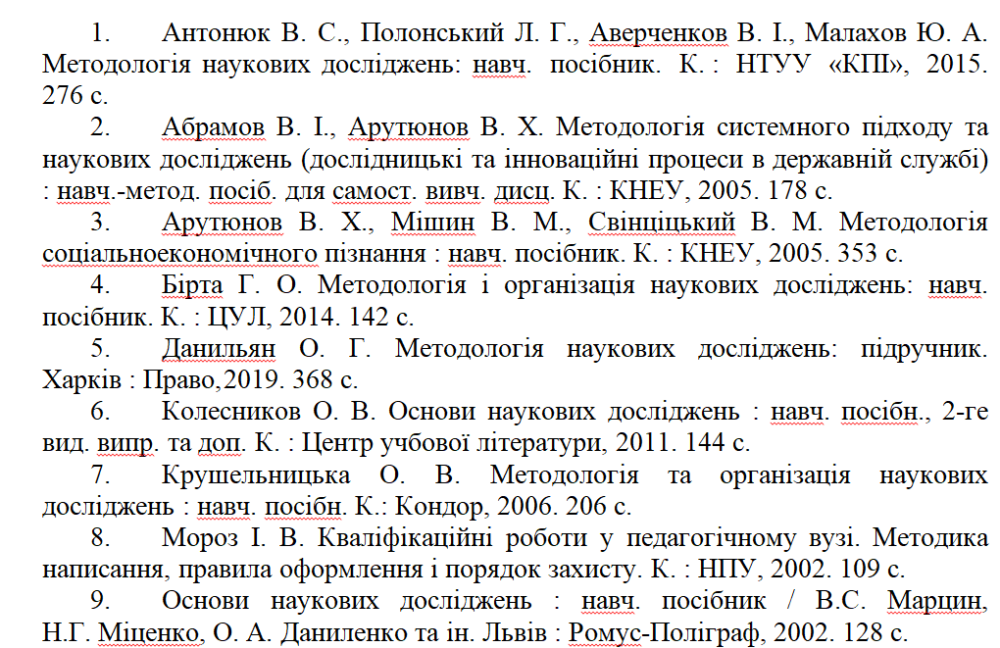 1. Антонюк В. С., Полонський Л. Г., Аверченков В. І., Малахов Ю. А.
Методологія наукових досліджень: навч. посібник. К. : НТУУ «КПІ», 2015.
276 с.
2. Абрамов В. І., Арутюнов В. Х. Методологія системного підходу та
наукових досліджень (дослідницькі та інноваційні процеси в державній службі)
: навч.-метод. посіб. для самост. вивч. дисц. К. : КНЕУ, 2005. 178 с.
3. Арутюнов В. Х., Мішин В. М., Свінціцький В. М. Методологія
соціальноекономічного пізнання : навч. посібник. К. : КНЕУ, 2005. 353 с.
4. Бірта Г. О. Методологія і організація наукових досліджень: навч.
посібник. К. : ЦУЛ, 2014. 142 с.
5. Данильян О. Г. Методологія наукових досліджень: підручник.
Харків : Право,2019. 368 с.
6. Колесников О. В. Основи наукових досліджень : навч. посібн., 2-ге
вид. випр. та доп. К. : Центр учбової літератури, 2011. 144 с.
7. Крушельницька О. В. Методологія та організація наукових
досліджень : навч. посібн. К.: Кондор, 2006. 206 с.
8. Мороз І. В. Кваліфікаційні роботи у педагогічному вузі. Методика
написання, правила оформлення і порядок захисту. К. : НПУ, 2002. 109 с.
9. Основи наукових досліджень : навч. посібник / В.С. Марцин,
Н.Г. Міценко, О. А. Даниленко та ін. Львів : Ромус-Поліграф, 2002. 128 с.